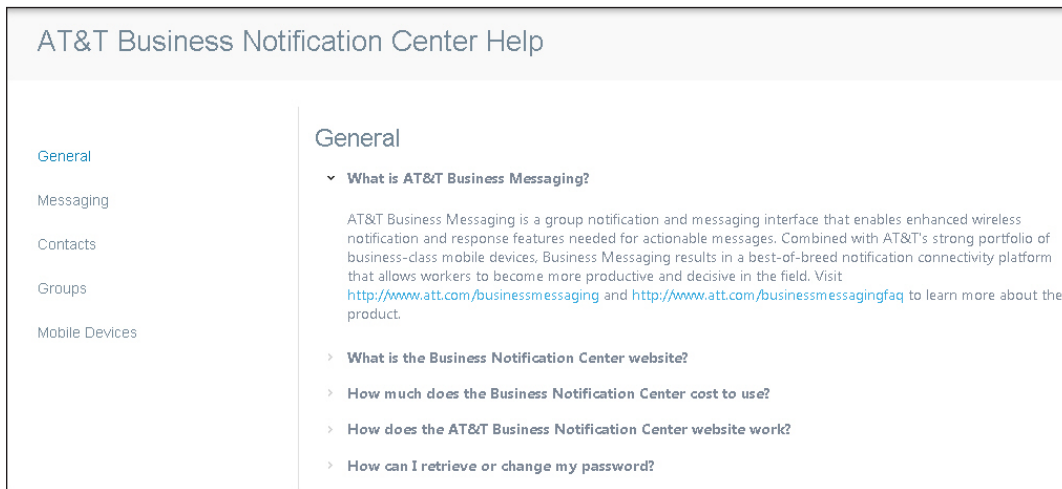 AT&T Business Notification Center Help
General
Messaging
Contacts
Groups
Mobile Devices
General
What is AT&T Business Messaging?
AT&T Business Messaging is a group notification and messaging interface that enables enhanced wireless
notification and response features needed for actionable messages. Combined with AT&T's strong portfolio of
business-class mobile devices, Business Messaging results in a best-of-breed notification connectivity platform
that allows workers to become more productive and decisive in the field. Visit
http://www.att.com/businessmessaging and http://www.att.com/businessmessagingfaq to learn more about the
product.
What is the Business Notification Center website?
How much does the Business Notification Center cost to use?
How does the AT&T Business Notification Center website work?
How can I retrieve or change my password?